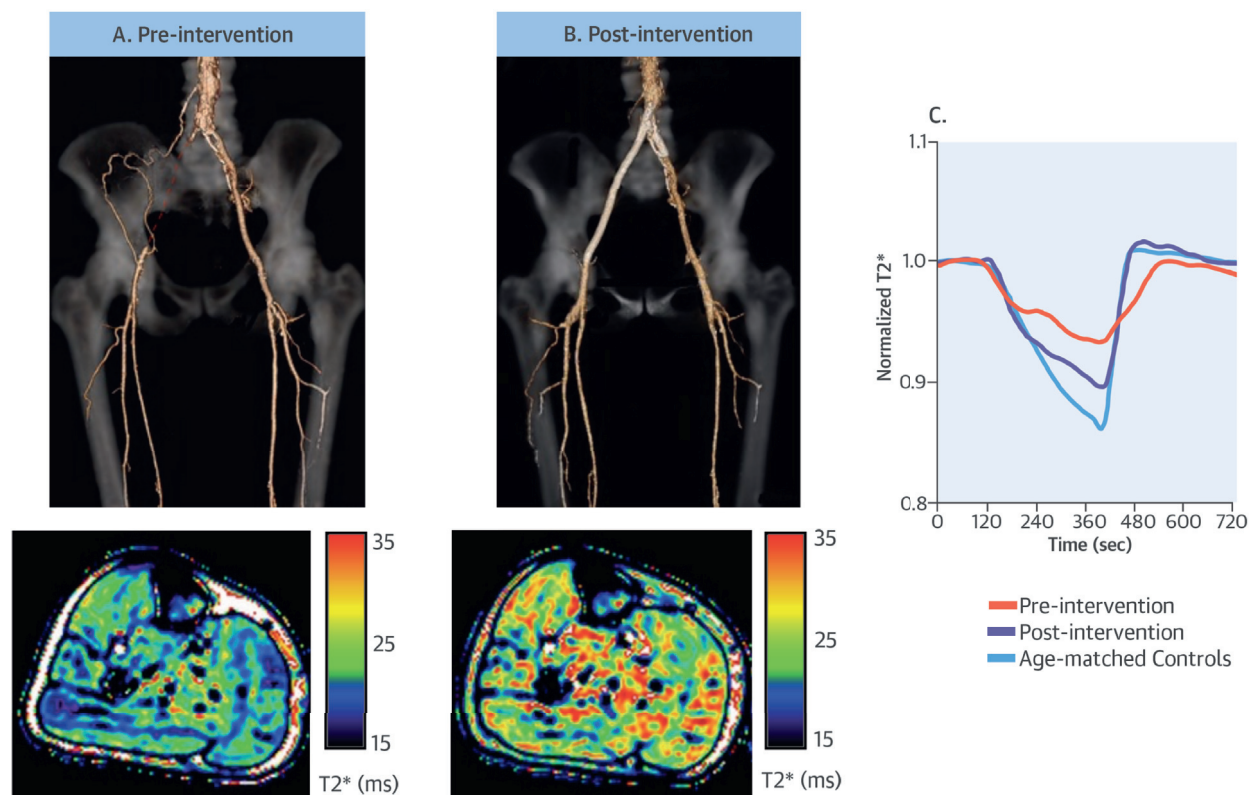 A. Pre-intervention
B. Post-intervention
C.
1.1
1.0
0.9
0.8
Normalized T2*
0 120 240 360 480 600 720
Time (sec)
Pre-intervention
Post-intervention
Age-matched Controls
35
25
15
T2* (ms)
35
25
15
T2* (ms)